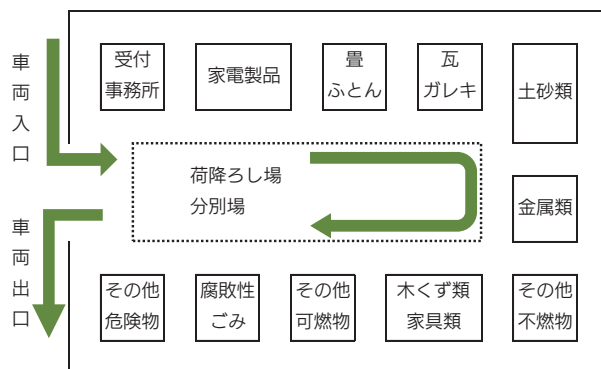 車両入口
受付
事務所
家電製品
畳
ふとん
瓦
ガレキ
土砂類
荷降ろし場
分別場
金属類
車両出口
その他
危険物
腐敗性
ごみ
その他
可燃物
木くず類
家具類
その他
不燃物